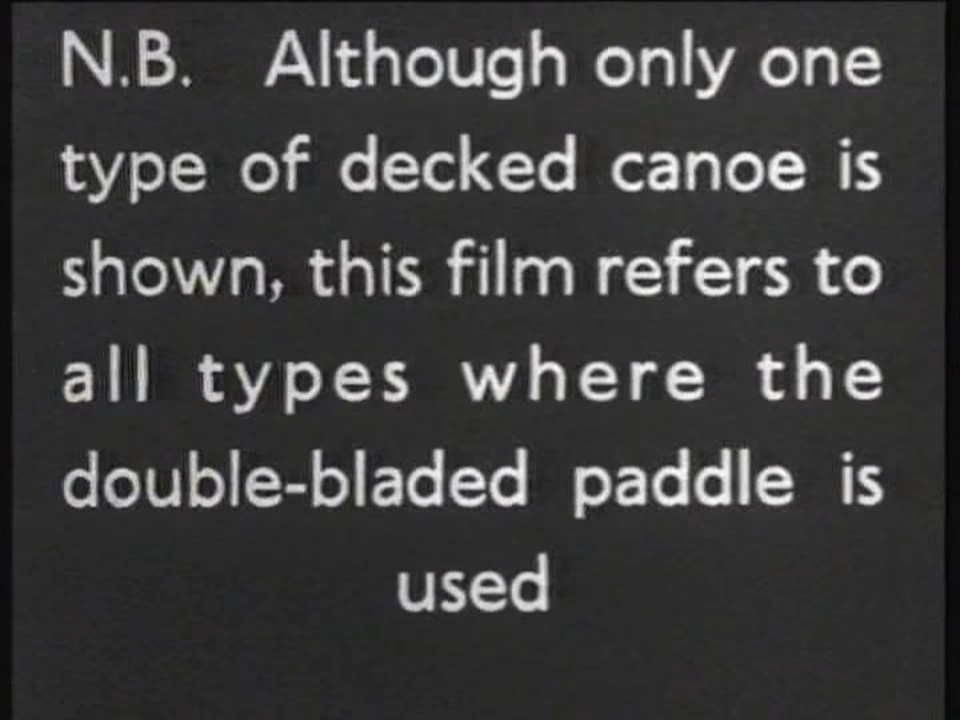 N.B. Although only one
type of decked canoe is
shown, this film refers to
all types where the
double-bladed paddle is
used